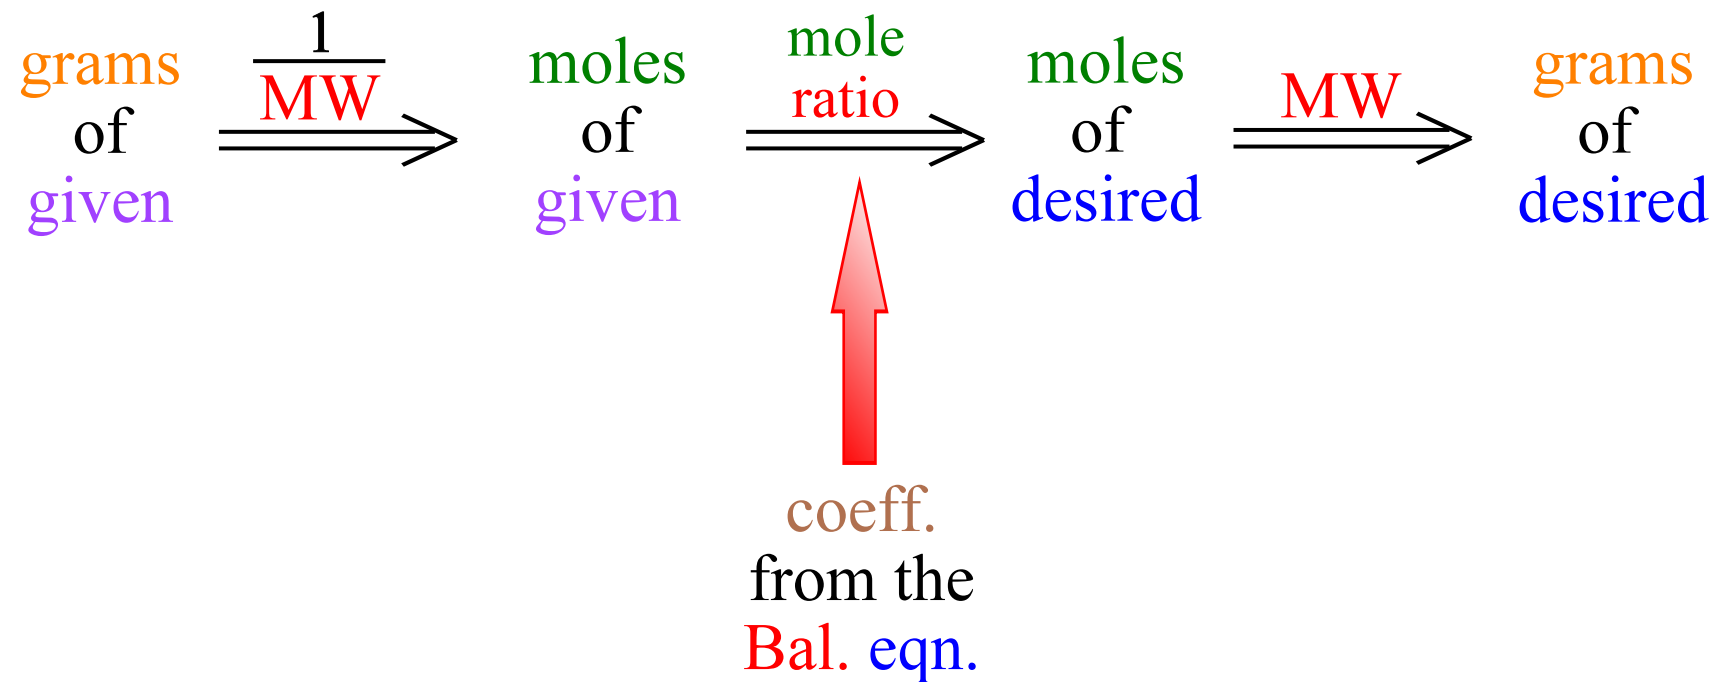 grams
of
given
1
MW
moles
of
given
mole
ratio
moles
of
desired
MW
grams
of
desired
coeff.
from the
Bal. eqn.